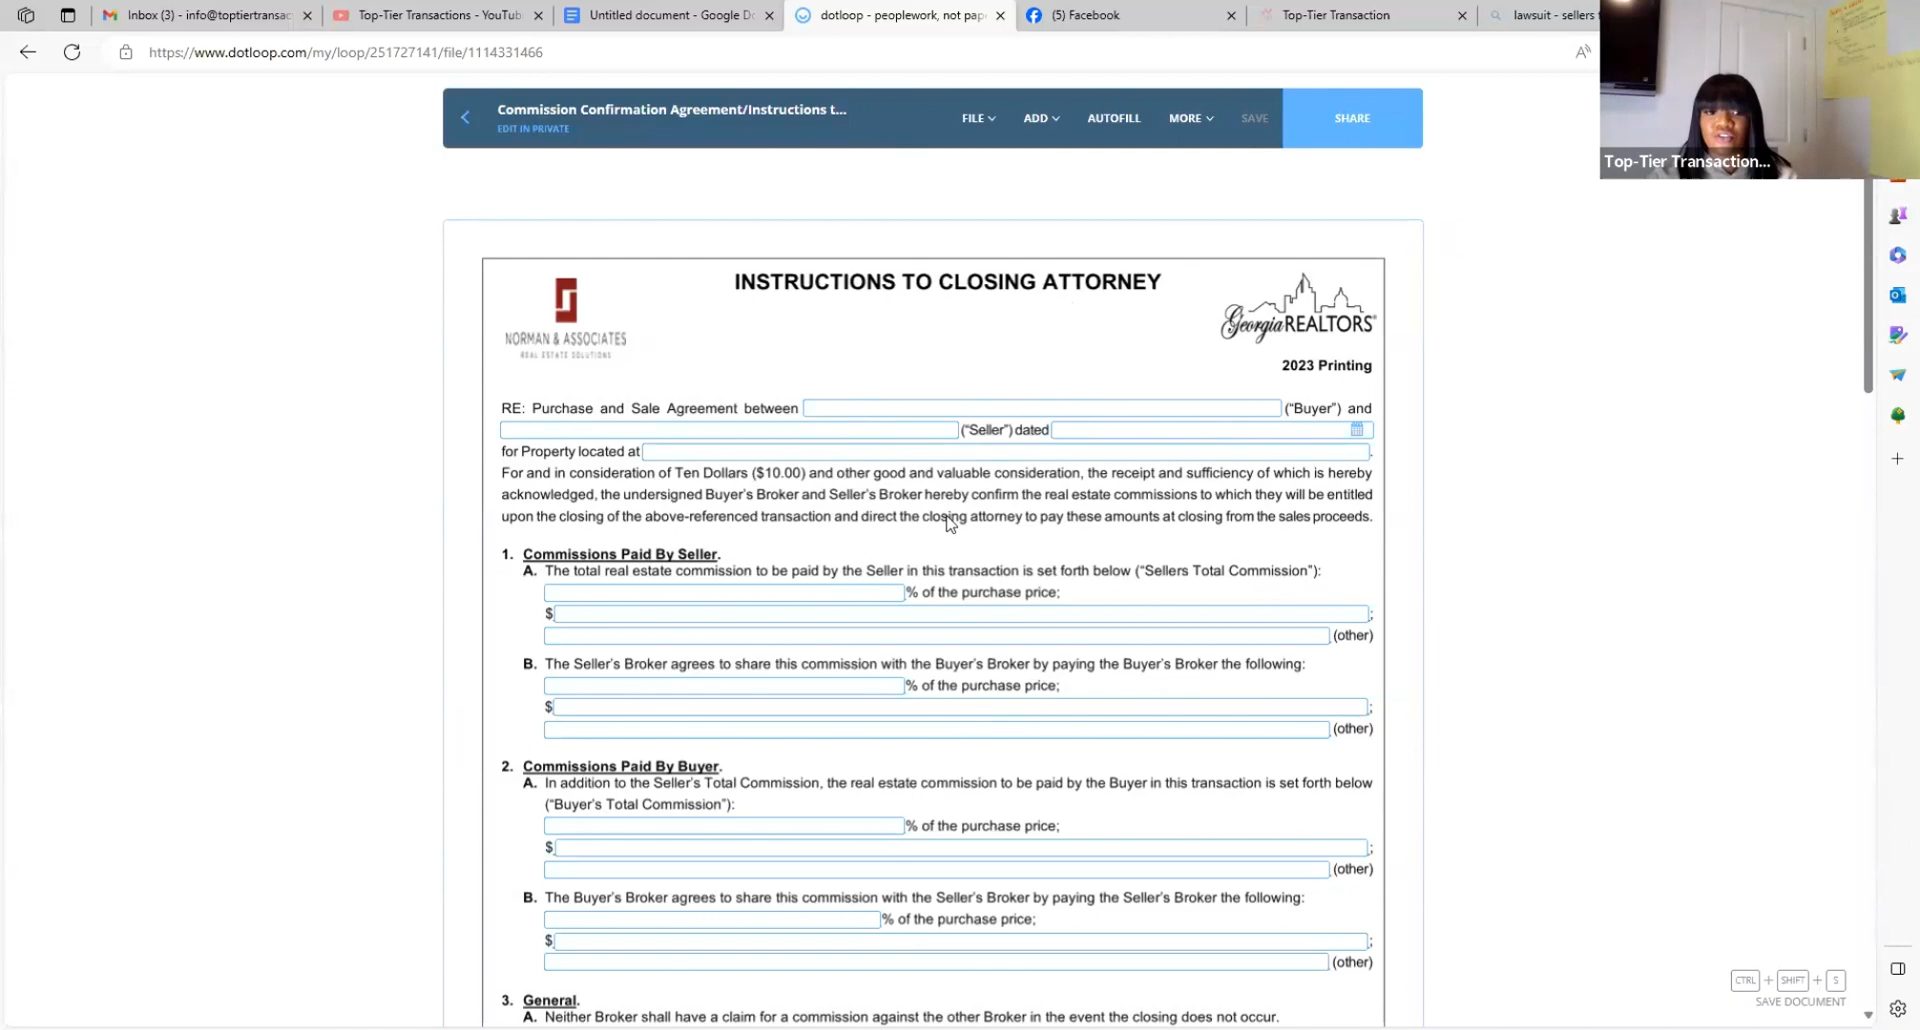 Inbox (3) - info@toptiertransac
Top-Tier Transactions - YouTub
Untitled document - Google Do
dotloop - peoplework, not pap
(5) Facebook
Top-Tier Transaction
lawsuit - sellers
https://www.dotloop.com/my/loop/251727141/file/1114331466
Commission Confirmation Agreement/Instructions t...
EDIT IN PRIVATE
FILE
ADD
AUTOFILL
MORE
SAVE
SHARE
Top-Tier Transaction...
NORMAN & ASSOCIATES
REAL ESTATE SOLUTIONS
INSTRUCTIONS TO CLOSING ATTORNEY
Georgia REALTORS®
2023 Printing
RE: Purchase and Sale Agreement between ("Buyer") and
("Seller") dated
for Property located at .
For and in consideration of Ten Dollars ($10.00) and other good and valuable consideration, the receipt and sufficiency of which is hereby
acknowledged, the undersigned Buyer's Broker and Seller's Broker hereby confirm the real estate commissions to which they will be entitled
upon the closing of the above-referenced transaction and direct the closing attorney to pay these amounts at closing from the sales proceeds.
1. Commissions Paid By Seller.
A. The total real estate commission to be paid by the Seller in this transaction is set forth below ("Sellers Total Commission"):
% of the purchase price;
$ ;
(other)
B. The Seller's Broker agrees to share this commission with the Buyer's Broker by paying the Buyer's Broker the following:
% of the purchase price;
$ ;
(other)
2. Commissions Paid By Buyer.
A. In addition to the Seller's Total Commission, the real estate commission to be paid by the Buyer in this transaction is set forth below
("Buyer's Total Commission"):
% of the purchase price;
$ ;
(other)
B. The Buyer's Broker agrees to share this commission with the Seller's Broker by paying the Seller's Broker the following:
% of the purchase price;
$ ;
(other)
3. General.
A. Neither Broker shall have a claim for a commission against the other Broker in the event the closing does not occur.
CTRL + SHIFT + S
SAVE DOCUMENT